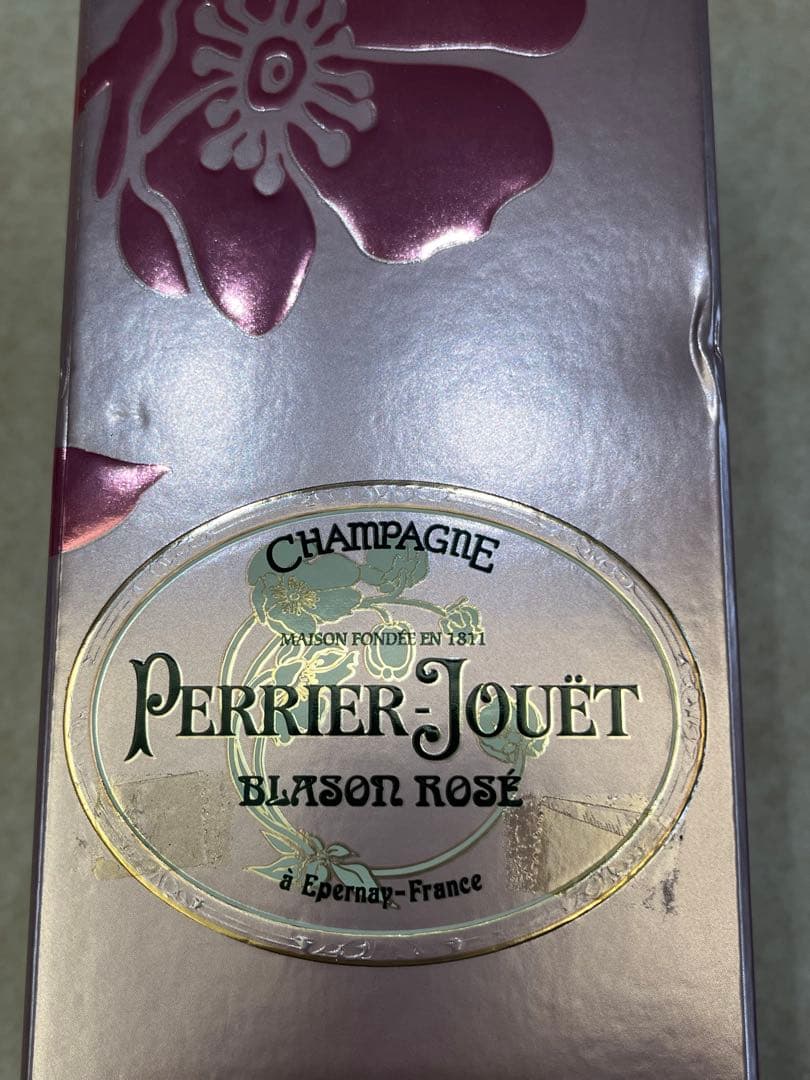 CHAMPAGNE
MAISON FONDÉE EN 1811
PERRIER-JOUËT
BLASON ROSÉ
à Epernay-France